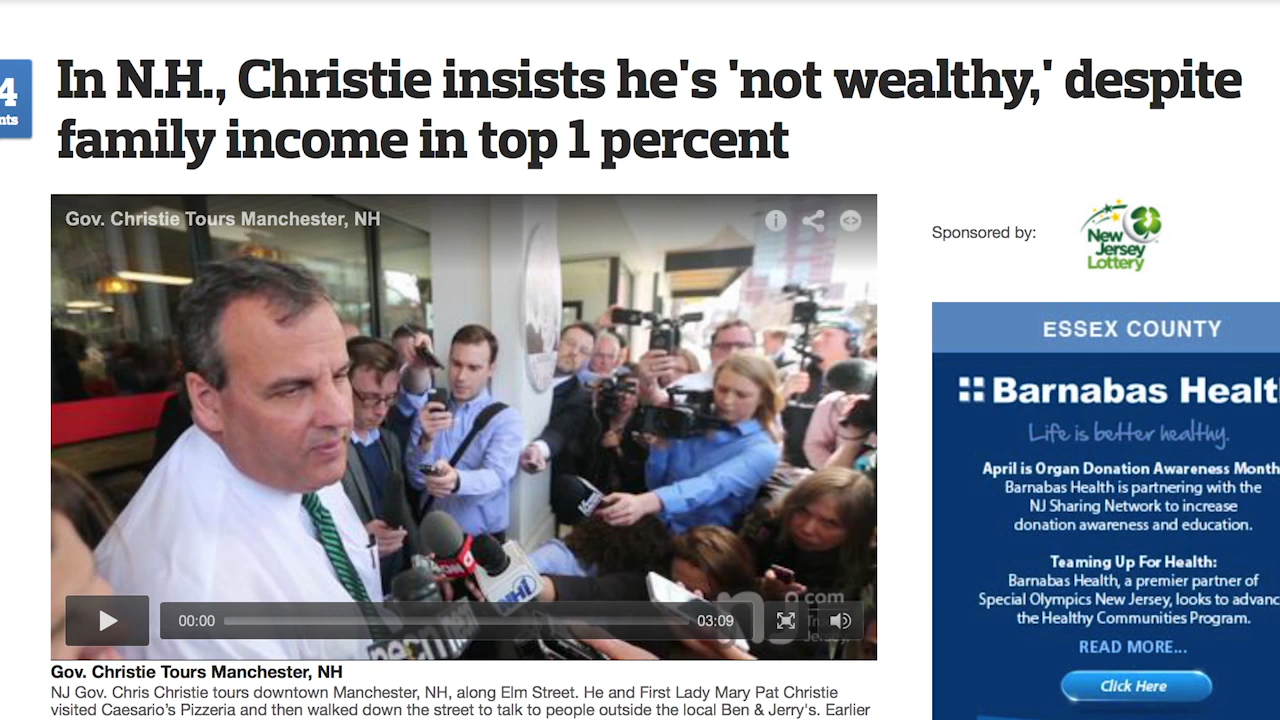 4
nts
In N.H., Christie insists he's 'not wealthy,' despite
family income in top 1 percent
Gov. Christie Tours Manchester, NH
00:00
03:09
Gov. Christie Tours Manchester, NH
NJ Gov. Chris Christie tours downtown Manchester, NH, along Elm Street. He and First Lady Mary Pat Christie
visited Caesario's Pizzeria and then walked down the street to talk to people outside the local Ben & Jerry's. Earlier
Sponsored by:
New
Jersey
Lottery
ESSEX COUNTY
Barnabas Healt
Life is better healthy.
April is Organ Donation Awareness Month
Barnabas Health is partnering with the
NJ Sharing Network to increase
donation awareness and education.
Teaming Up For Health:
Barnabas Health, a premier partner of
Special Olympics New Jersey, looks to advanc
the Healthy Communities Program.
READ MORE...
Click Here